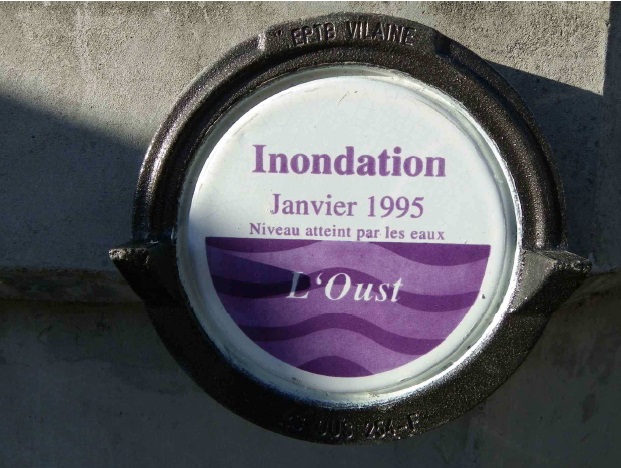 EPTB VILAINE
Inondation
Janvier 1995
Niveau atteint par les eaux
L'Oust